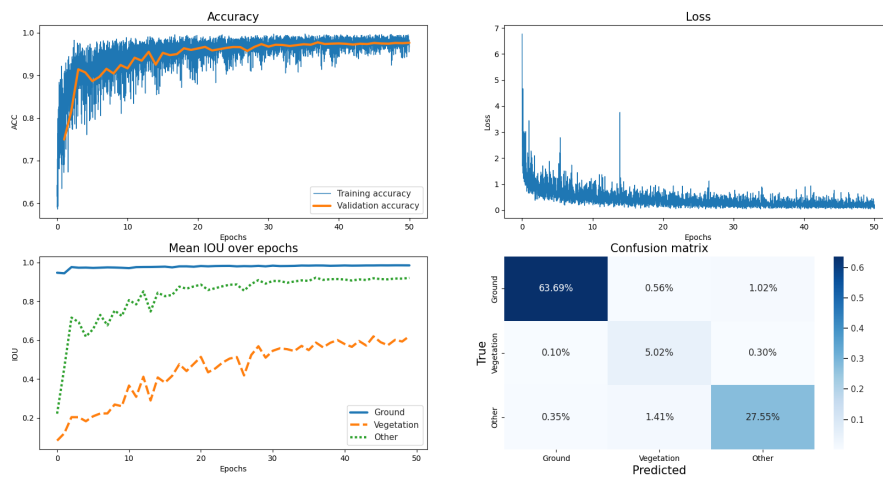 Accuracy
1.0
0.9
0.8
0.7
0.6
ACC
0
10
20
30
40
50
Epochs
Training accuracy
Validation accuracy
Loss
7
6
5
4
3
2
1
0
Loss
0
10
20
30
40
50
Epochs
Mean IOU over epochs
1.0
0.8
0.6
0.4
0.2
IOU
0
10
20
30
40
50
Epochs
Ground
Vegetation
Other
Confusion matrix
True
Ground
63.69%
0.56%
1.02%
Vegetation
0.10%
5.02%
0.30%
Other
0.35%
1.41%
27.55%
Ground
Vegetation
Other
Predicted
0.6
0.5
0.4
0.3
0.2
0.1